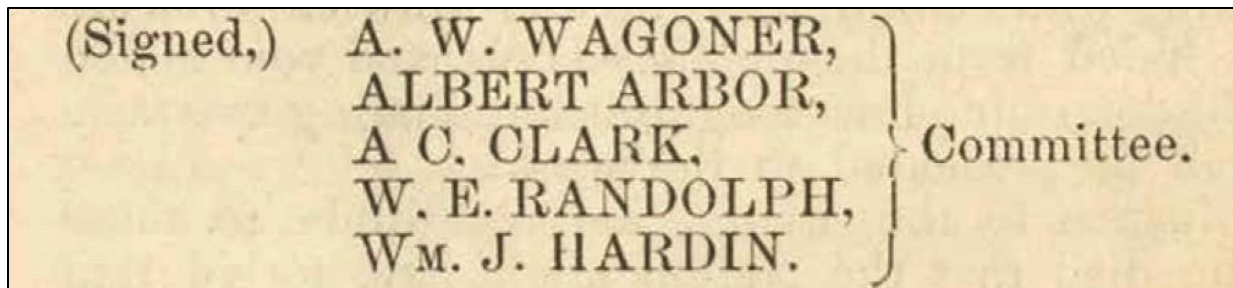 (Signed,) A. W. WAGONER,
ALBERT ARBOR,
A C. CLARK,
W. E. RANDOLPH,
WM. J. HARDIN.
Committee.